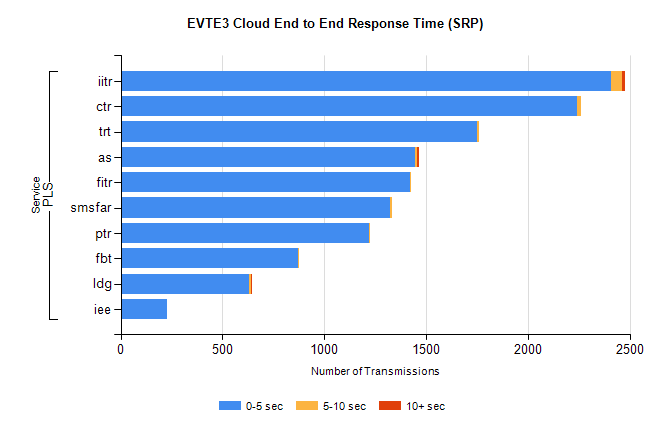 EVTE3 Cloud End to End Response Time (SRP)
Service
PLS
iitr
ctr
trt
as
fitr
smsfar
ptr
fbt
ldg
iee
0 500 1000 1500 2000 2500
Number of Transmissions
0-5 sec 5-10 sec 10+ sec